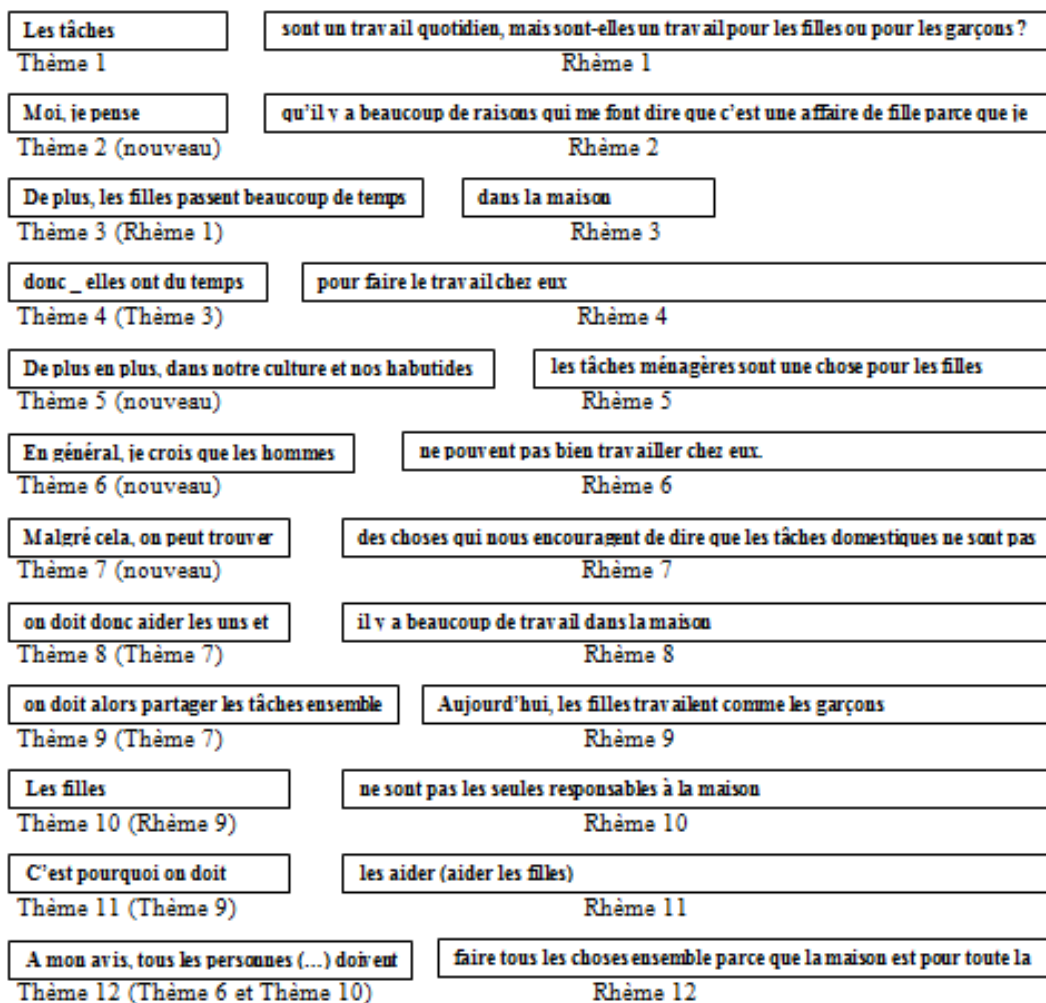 Les tâches sont un travail quotidien, mais sont-elles un travail pour les filles ou pour les garçons ?
Thème 1 Rhème 1
Moi, je pense qu'il y a beaucoup de raisons qui me font dire que c'est une affaire de fille parce que je
Thème 2 (nouveau) Rhème 2
De plus, les filles passent beaucoup de temps dans la maison
Thème 3 (Rhème 1) Rhème 3
donc _ elles ont du temps pour faire le travail chez eux
Thème 4 (Thème 3) Rhème 4
De plus en plus, dans notre culture et nos habutides les tâches ménagères sont une chose pour les filles
Thème 5 (nouveau) Rhème 5
En général, je crois que les hommes ne pouvent pas bien travailler chez eux.
Thème 6 (nouveau) Rhème 6
Malgré cela, on peut trouver des choses qui nous encouragent de dire que les tâches domestiques ne sont pas
Thème 7 (nouveau) Rhème 7
on doit donc aider les uns et il y a beaucoup de travail dans la maison
Thème 8 (Thème 7) Rhème 8
on doit alors partager les tâches ensemble Aujourd'hui, les filles travailent comme les garçons
Thème 9 (Thème 7) Rhème 9
Les filles ne sont pas les seules responsables à la maison
Thème 10 (Rhème 9) Rhème 10
C'est pourquoi on doit les aider (aider les filles)
Thème 11 (Thème 9) Rhème 11
A mon avis, tous les personnes (...) doivent faire tous les choses ensemble parce que la maison est pour toute la
Thème 12 (Thème 6 et Thème 10) Rhème 12